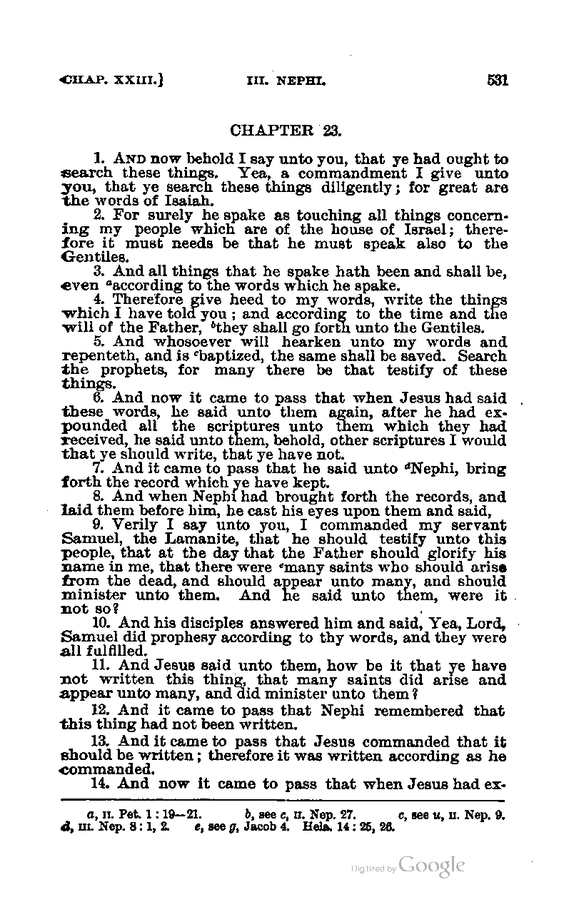 CHAP. XXIII.] III. NEPHI. 531
CHAPTER 23.
1. AND now behold I say unto you, that ye had ought to
search these things. Yea, a commandment I give unto
you, that ye search these things diligently; for great are
the words of Isaiah.
2. For surely he spake as touching all things concern-
ing my people which are of the house of Israel; there-
fore it must needs be that he must speak also to the
Gentiles.
3. And all things that he spake hath been and shall be,
even ᵃaccording to the words which he spake.
4. Therefore give heed to my words, write the things
which I have told you; and according to the time and the
will of the Father, ᵇthey shall go forth unto the Gentiles.
5. And whosoever will hearken unto my words and
repenteth, and is ᶜbaptized, the same shall be saved. Search
the prophets, for many there be that testify of these
things.
6. And now it came to pass that when Jesus had said
these words, he said unto them again, after he had ex-
pounded all the scriptures unto them which they had
received, he said unto them, behold, other scriptures I would
that ye should write, that ye have not.
7. And it came to pass that he said unto ᵈNephi, bring
forth the record which ye have kept.
8. And when Nephi had brought forth the records, and
laid them before him, he cast his eyes upon them and said,
9. Verily I say unto you, I commanded my servant
Samuel, the Lamanite, that he should testify unto this
people, that at the day that the Father should glorify his
name in me, that there were ᵉmany saints who should arise
from the dead, and should appear unto many, and should
minister unto them. And he said unto them, were it
not so?
10. And his disciples answered him and said, Yea, Lord,
Samuel did prophesy according to thy words, and they were
all fulfilled.
11. And Jesus said unto them, how be it that ye have
not written this thing, that many saints did arise and
appear unto many, and did minister unto them?
12. And it came to pass that Nephi remembered that
this thing had not been written.
13. And it came to pass that Jesus commanded that it
should be written; therefore it was written according as he
commanded.
14. And now it came to pass that when Jesus had ex-
a, II. Pet. 1:19—21. b, see c, II. Nep. 27. c, see u, II. Nep. 9.
d, III. Nep. 8:1, 2. e, see g, Jacob 4. Hela. 14:25, 26.
Digitized by Google